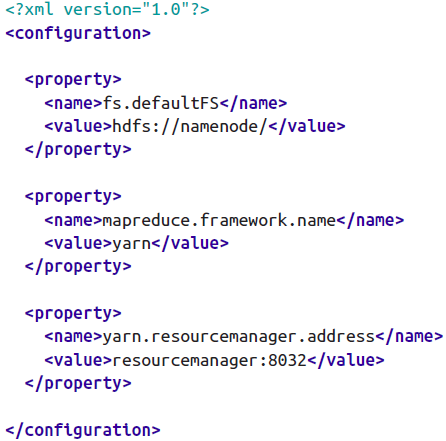 <?xml version="1.0"?>
<configuration>
<property>
<name>fs.defaultFS</name>
<value>hdfs://namenode/</value>
</property>
<property>
<name>mapreduce.framework.name</name>
<value>yarn</value>
</property>
<property>
<name>yarn.resourcemanager.address</name>
<value>resourcemanager:8032</value>
</property>
</configuration>